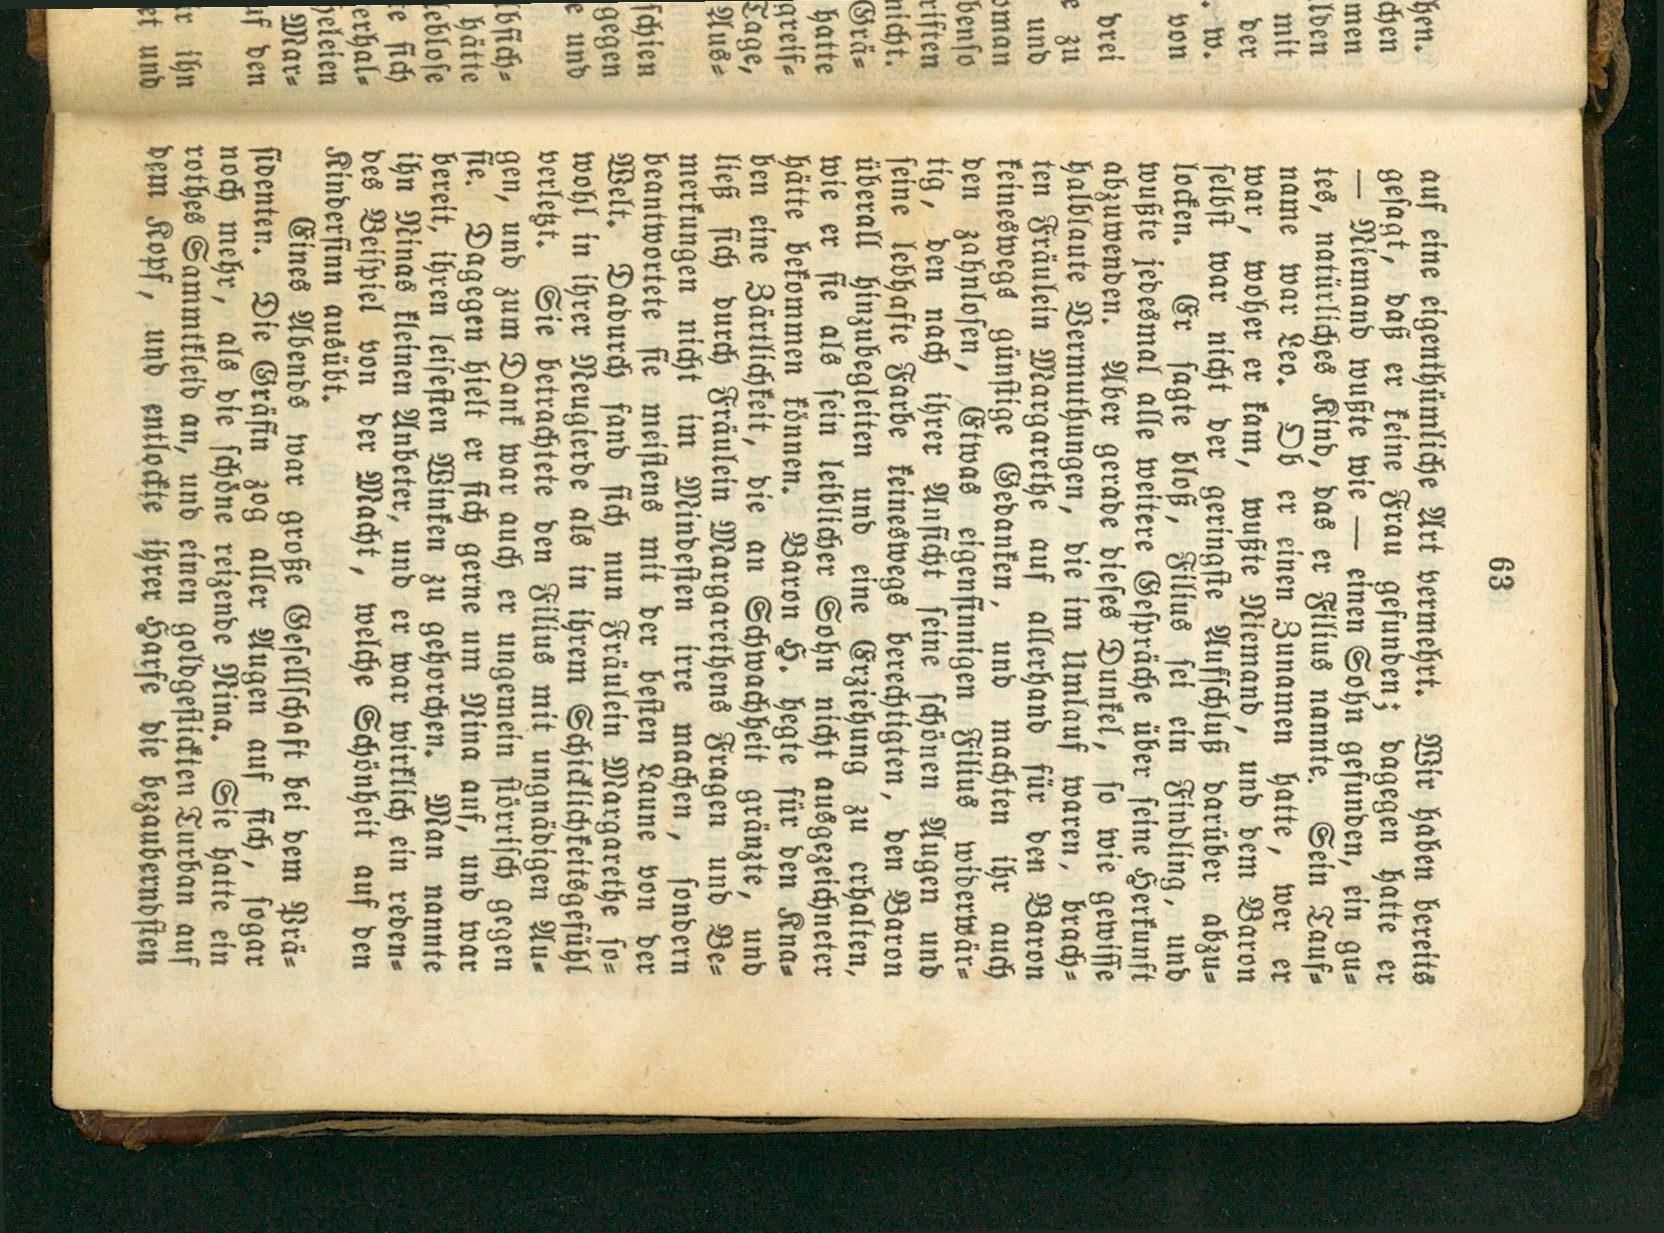 63
auf eine eigenthümliche Art vermehrt. Wir haben bereits
gesagt, daß er keine Frau gefunden; dagegen hatte er
— Niemand wußte wie — einen Sohn gefunden, ein gu-
tes, natürliches Kind, das er Filius nannte. Sein Tauf-
name war Leo. Ob er einen Zunamen hatte, wer er
war, woher er kam, wußte Niemand, und dem Baron
selbst war nicht der geringste Aufschluß darüber abzu-
locken. Er sagte bloß, Filius sei ein Findling, und
wußte jedesmal alle weitere Gespräche über seine Herkunft
abzuwenden. Aber gerade dieses Dunkel, so wie gewisse
halblaute Vermuthungen, die im Umlauf waren, brach-
ten Fräulein Margarethe auf allerhand für den Baron
keineswegs günstige Gedanken, und machten ihr auch
den zahnlosen, Etwas eigensinnigen Filius widerwär-
tig, den nach ihrer Ansicht seine schönen Augen und
seine lebhafte Farbe keineswegs berechtigten, den Baron
überall hinzubegleiten und eine Erziehung zu erhalten,
wie er sie als sein leiblicher Sohn nicht ausgezeichneter
hätte bekommen können. Baron H. hegte für den Kna-
ben eine Zärtlichkeit, die an Schwachheit gränzte, und
ließ sich durch Fräulein Margarethens Fragen und Be-
merkungen nicht im Mindesten irre machen, sondern
beantwortete sie meistens mit der besten Laune von der
Welt. Dadurch fand sich nun Fräulein Margarethe so-
wohl in ihrer Neugierde als in ihrem Schicklichkeitsgefühl
verletzt. Sie betrachtete den Filius mit ungnädigen Au-
gen, und zum Dank war auch er ungemein störrisch gegen
sie. Dagegen hielt er sich gerne um Nina auf, und war
bereit, ihren leisesten Winken zu gehorchen. Man nannte
ihn Ninas kleinen Anbeter, und er war wirklich ein reden-
des Beispiel von der Macht, welche Schönheit auf den
Kindersinn ausübt.
Eines Abends war große Gesellschaft bei dem Prä-
sidenten. Die Gräfin zog aller Augen auf sich, sogar
noch mehr, als die schöne reizende Nina. Sie hatte ein
rothes Sammtkleid an, und einen goldgestickten Turban auf
dem Kopf, und entlockte ihrer Harfe die bezauberndsten